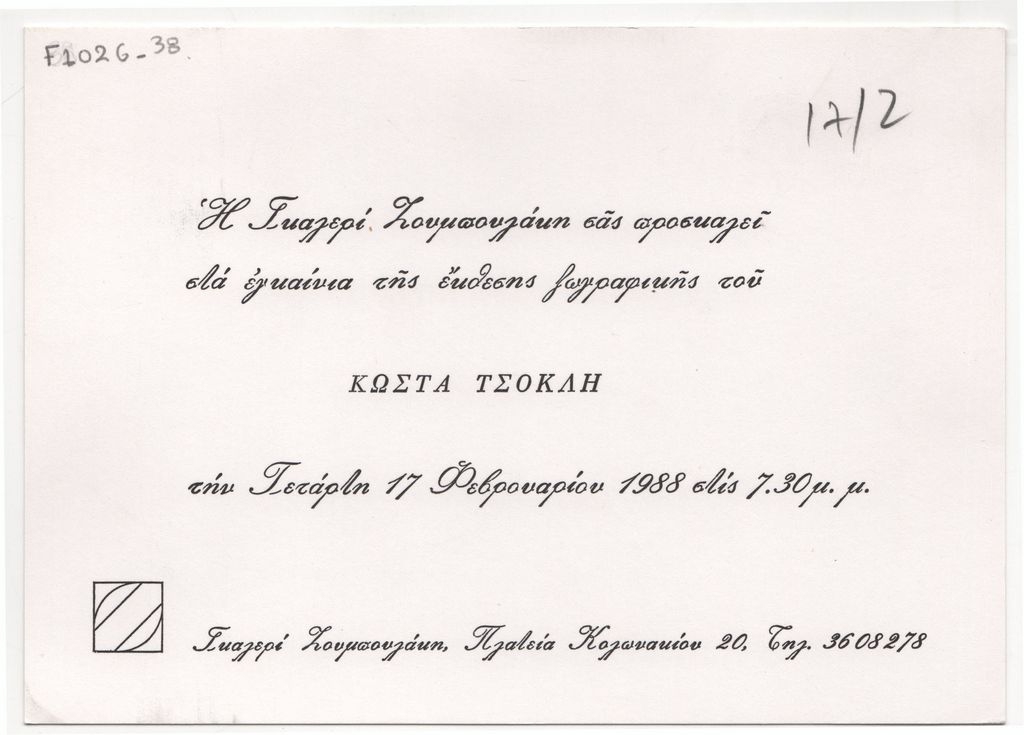 F1026-38
17/2
Ἡ Γκαλερί Ζουμπουλάκη σᾶς προσκαλεῖ
στά ἐγκαίνια τῆς ἔκθεσης ζωγραφικῆς τοῦ
ΚΩΣΤΑ ΤΣΟΚΛΗ
τήν Τετάρτη 17 Φεβρουαρίου 1988 στίς 7.30 μ. μ.
Γκαλερί Ζουμπουλάκη, Πλατεία Κολωνακίου 20, Τηλ. 3608278